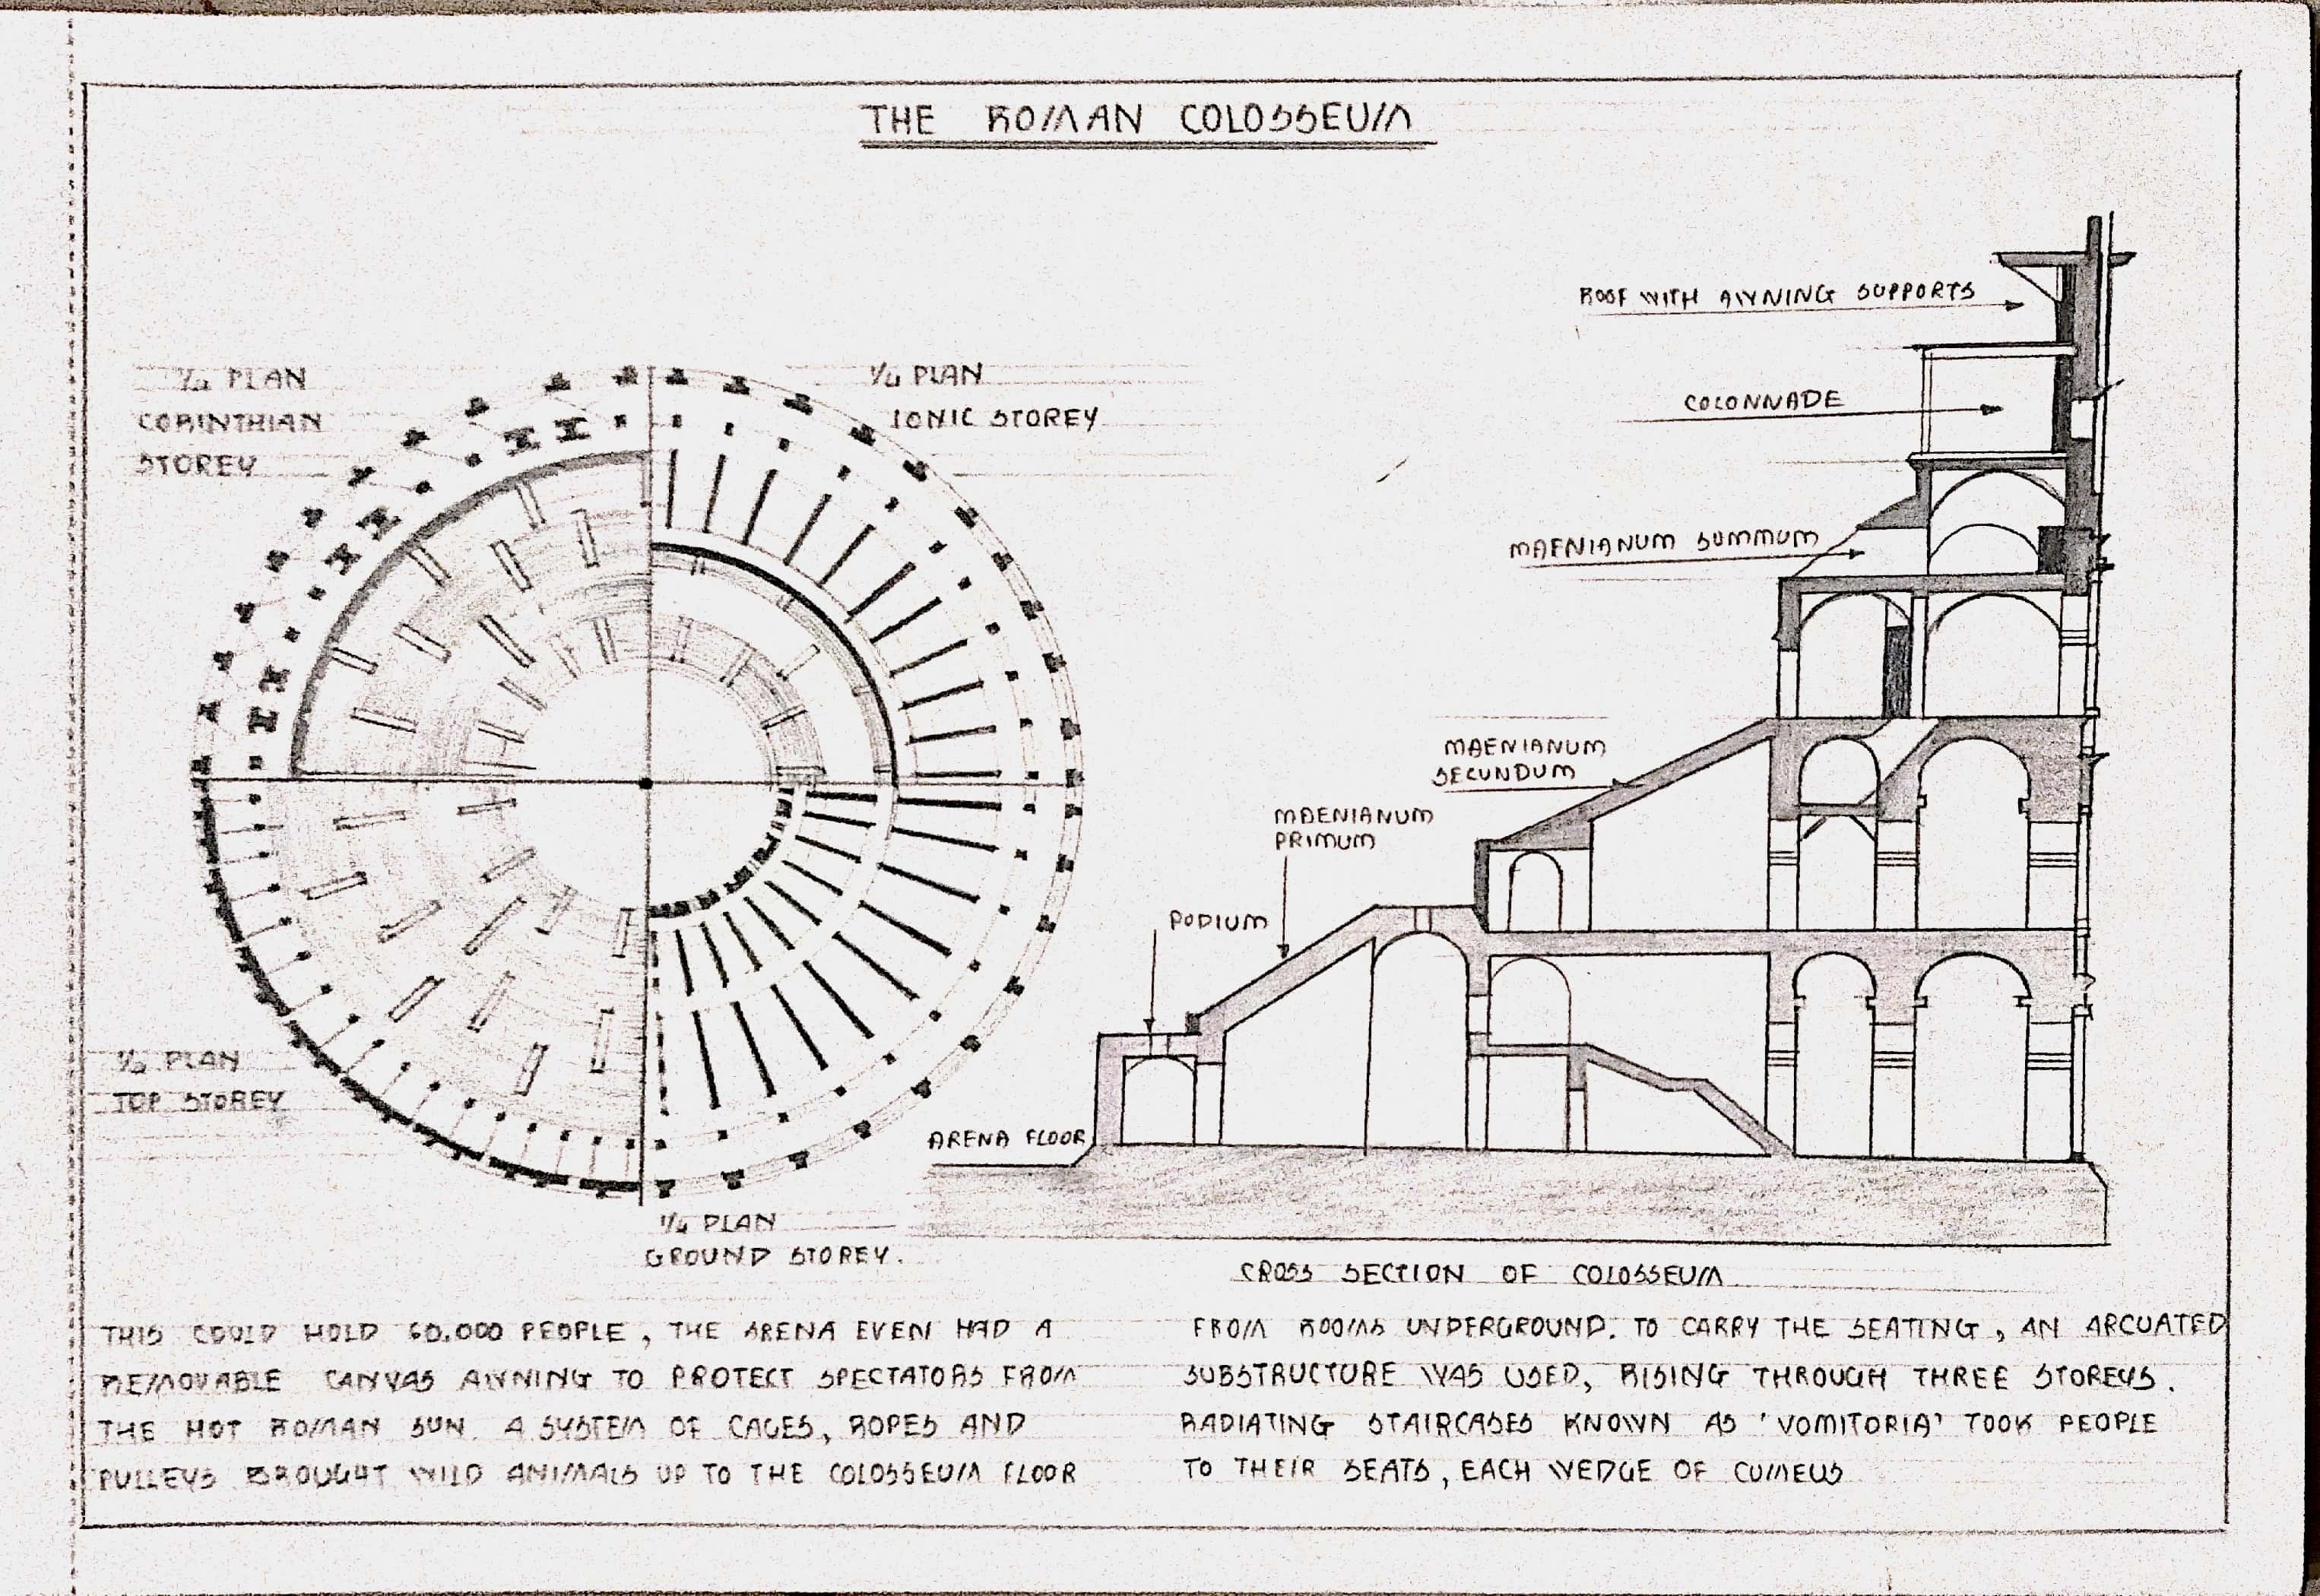 THE ROMAN COLOSSEUM
ROOF WITH AWNING SUPPORTS
1/4 PLAN
CORINTHIAN
STOREY
1/4 PLAN
IONIC STOREY
COLONNADE
MAENIANUM SUMMUM
MAENIANUM
SECUNDUM
MAENIANUM
PRIMUM
PODIUM
1/4 PLAN
TOP STOREY
ARENA FLOOR
1/4 PLAN
GROUND STOREY.
CROSS SECTION OF COLOSSEUM
THIS COULD HOLD 60.000 PEOPLE, THE ARENA EVEN HAD A
REMOVABLE CANVAS AWNING TO PROTECT SPECTATORS FROM
THE HOT ROMAN SUN. A SYSTEM OF CAGES, ROPES AND
PULLEYS BROUGHT WILD ANIMALS UP TO THE COLOSSEUM FLOOR
FROM ROOMS UNDERGROUND. TO CARRY THE SEATING, AN ARCUATED
SUBSTRUCTURE WAS USED, RISING THROUGH THREE STOREYS.
RADIATING STAIRCASES KNOWN AS 'VOMITORIA' TOOK PEOPLE
TO THEIR SEATS, EACH WEDGE OF CUMEUS